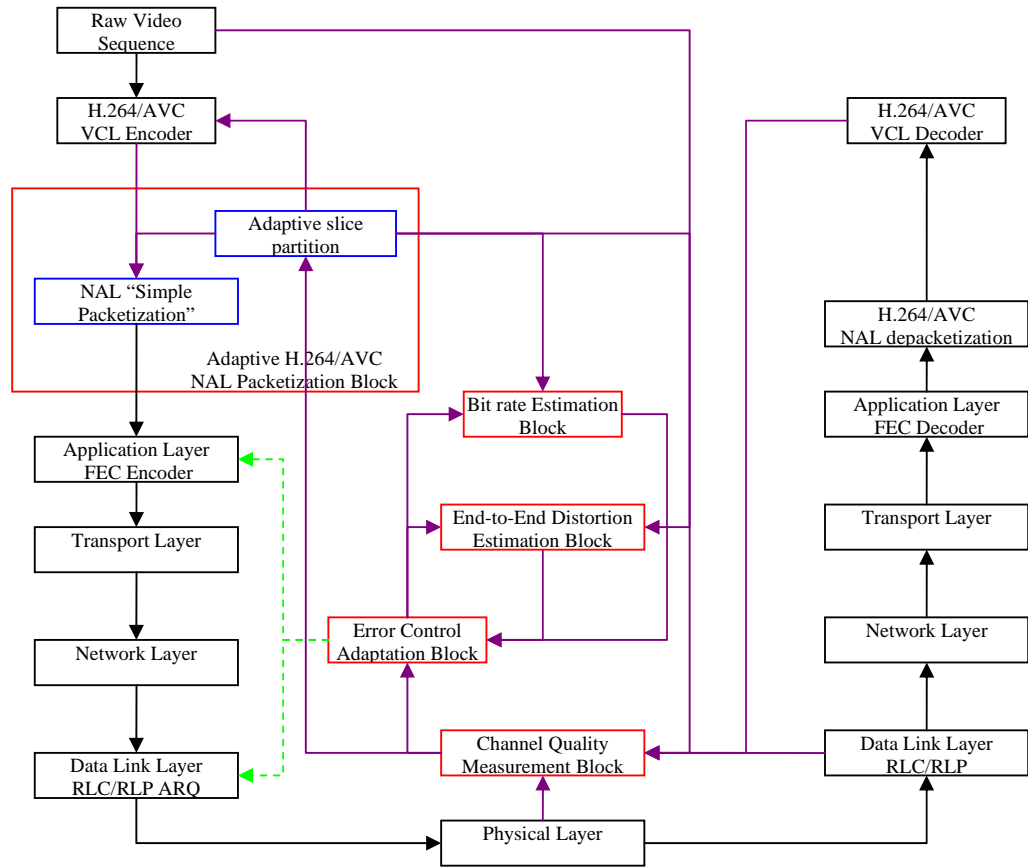 Raw Video
Sequence
H.264/AVC
VCL Encoder
H.264/AVC
VCL Decoder
Adaptive slice
partition
NAL “Simple
Packetization”
Adaptive H.264/AVC
NAL Packetization Block
H.264/AVC
NAL depacketization
Bit rate Estimation
Block
Application Layer
FEC Decoder
Application Layer
FEC Encoder
End-to-End Distortion
Estimation Block
Transport Layer
Transport Layer
Error Control
Adaptation Block
Network Layer
Network Layer
Data Link Layer
RLC/RLP ARQ
Channel Quality
Measurement Block
Data Link Layer
RLC/RLP
Physical Layer